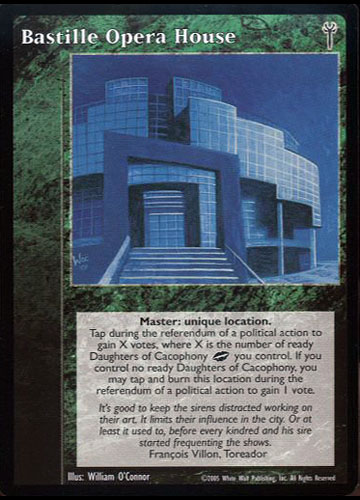 Bastille Opera House
Master: unique location.
Tap during the referendum of a political action to
gain X votes, where X is the number of ready
Daughters of Cacophony you control. If you
control no ready Daughters of Cacophony, you
may tap and burn this location during the
referendum of a political action to gain 1 vote.
It's good to keep the sirens distracted working on
their art. It limits their influence in the city. Or at
least it used to, before every kindred and his sire
started frequenting the shows.
François Villon, Toreador
Illus: William O'Connor
©2005 White Wolf Publishing, Inc. All Rights Reserved